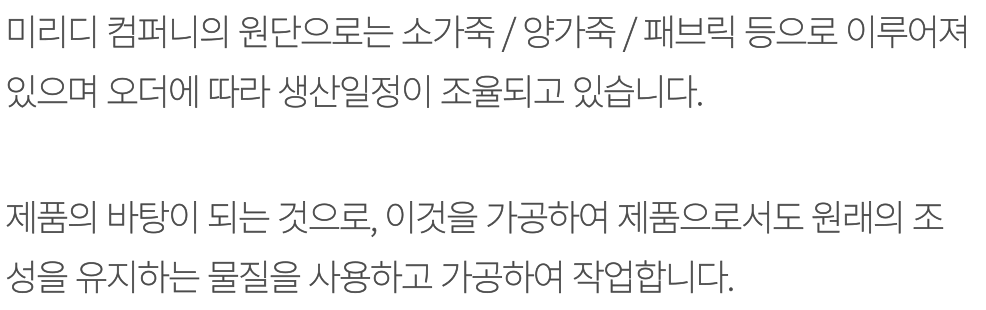 미리디 컴퍼니의 원단으로는 소가죽 / 양가죽 / 패브릭 등으로 이루어져
있으며 오더에 따라 생산일정이 조율되고 있습니다.
제품의 바탕이 되는 것으로, 이것을 가공하여 제품으로서도 원래의 조
성을 유지하는 물질을 사용하고 가공하여 작업합니다.